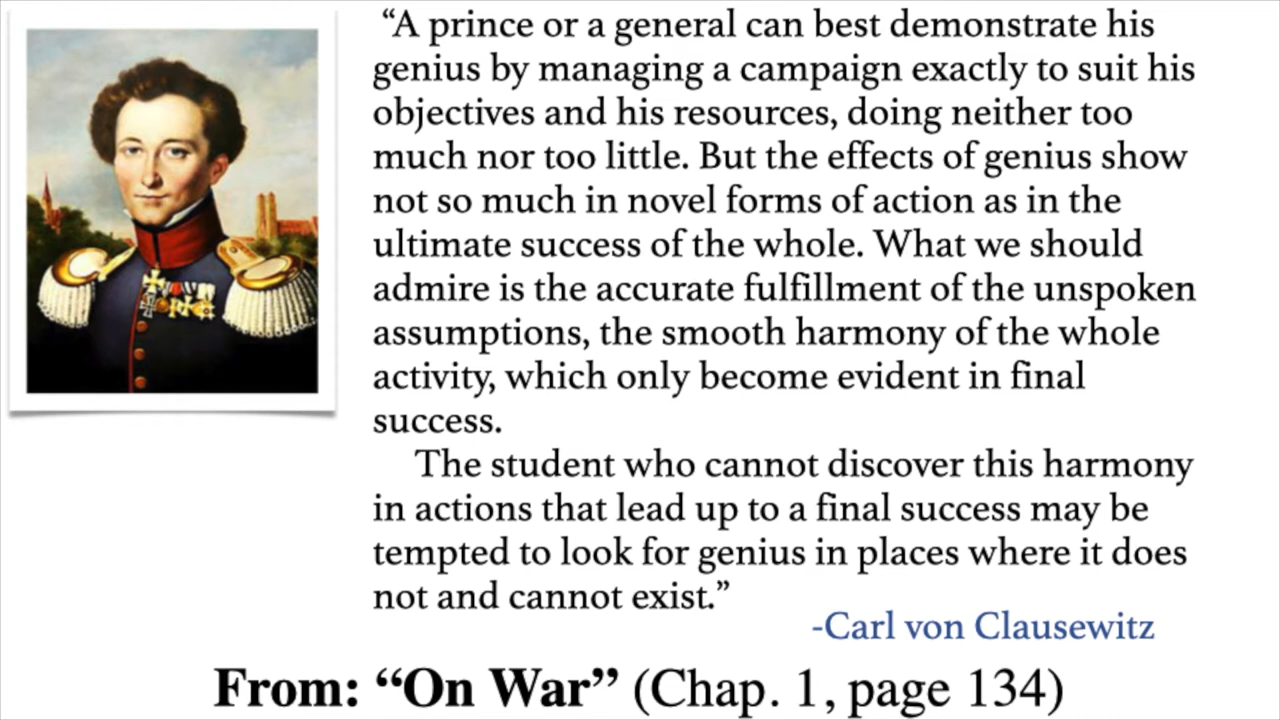 “A prince or a general can best demonstrate his
genius by managing a campaign exactly to suit his
objectives and his resources, doing neither too
much nor too little. But the effects of genius show
not so much in novel forms of action as in the
ultimate success of the whole. What we should
admire is the accurate fulfillment of the unspoken
assumptions, the smooth harmony of the whole
activity, which only become evident in final
success.
The student who cannot discover this harmony
in actions that lead up to a final success may be
tempted to look for genius in places where it does
not and cannot exist.”
-Carl von Clausewitz
From: “On War” (Chap. 1, page 134)